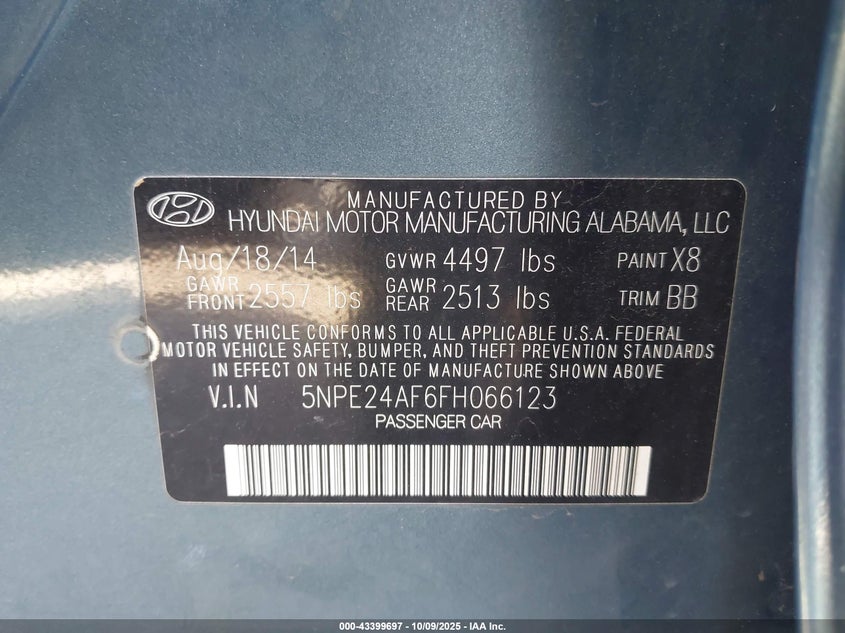 MANUFACTURED BY
HYUNDAI MOTOR MANUFACTURING ALABAMA, LLC
Aug/18/14 GVWR 4497 lbs PAINT X8
GAWR FRONT 2557 lbs GAWR REAR 2513 lbs TRIM BB
THIS VEHICLE CONFORMS TO ALL APPLICABLE U.S.A. FEDERAL
MOTOR VEHICLE SAFETY, BUMPER, AND THEFT PREVENTION STANDARDS
IN EFFECT ON THE DATE OF MANUFACTURE SHOWN ABOVE
V.I.N 5NPE24AF6FH066123
PASSENGER CAR
000-43399697 - 10/09/2025 - IAA Inc.